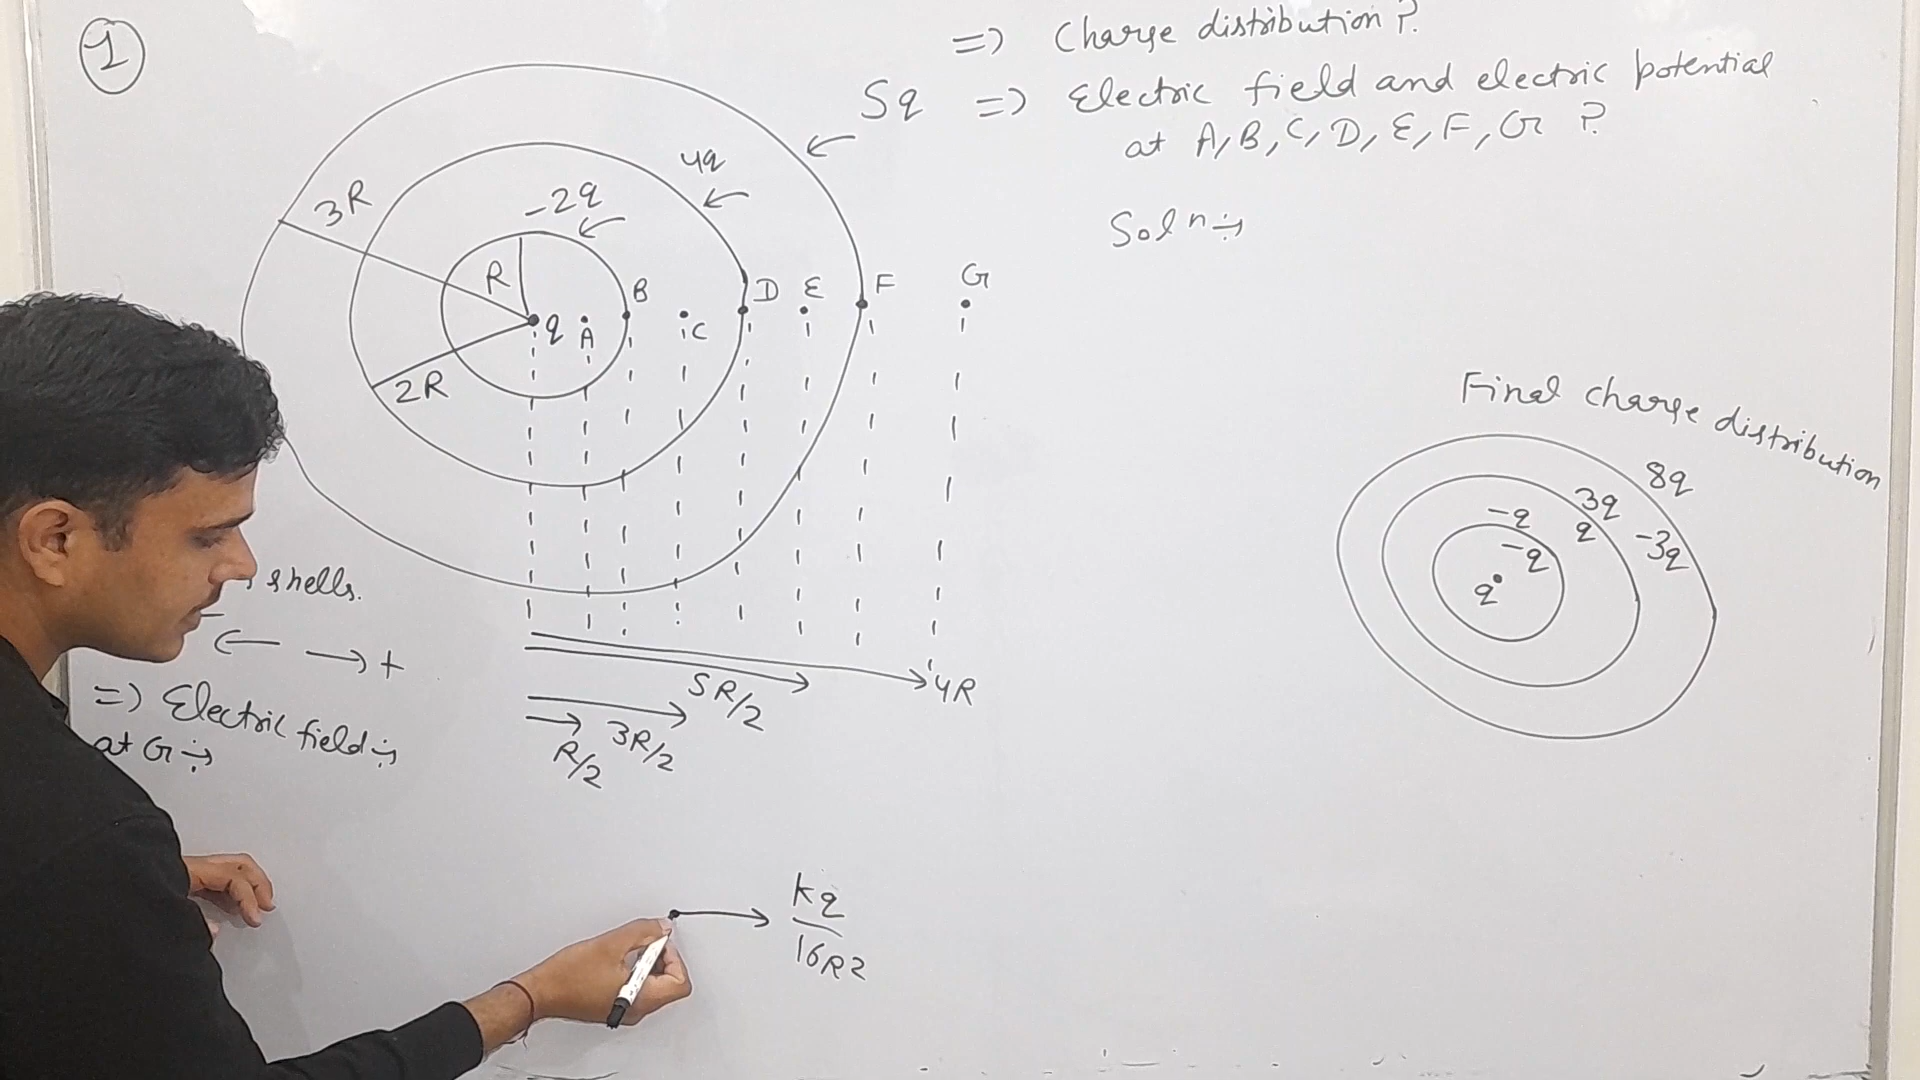 1
=> Charge distribution?
=> Electric field and electric potential
at A, B, C, D, E, F, G ?
Soln ÷
5q
4q
-2q
3R
R
2R
q
A
B
C
D
E
F
G
shells.
- ← → +
=> Electric field ÷
at G ÷
4R
5R/2
3R/2
R/2
Kq
16R2
Final charge distribution
8q
3q
-3q
-q
q
-q
q